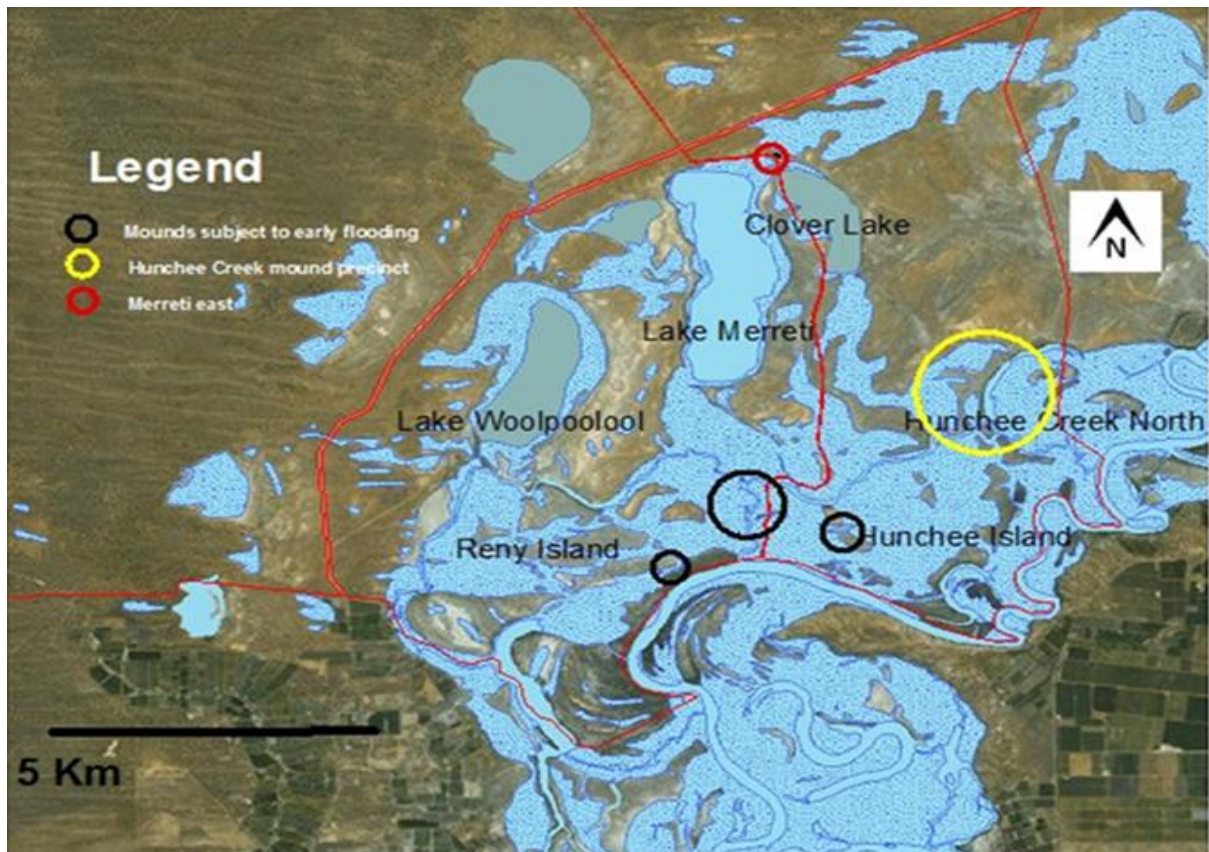 Legend
Mounds subject to early flooding
Hunchee Creek mound precinct
Merreti east
Clover Lake
N
Lake Merreti
Lake Woolpoolool
Hunchee Creek North
Reny Island
Hunchee Island
5 Km